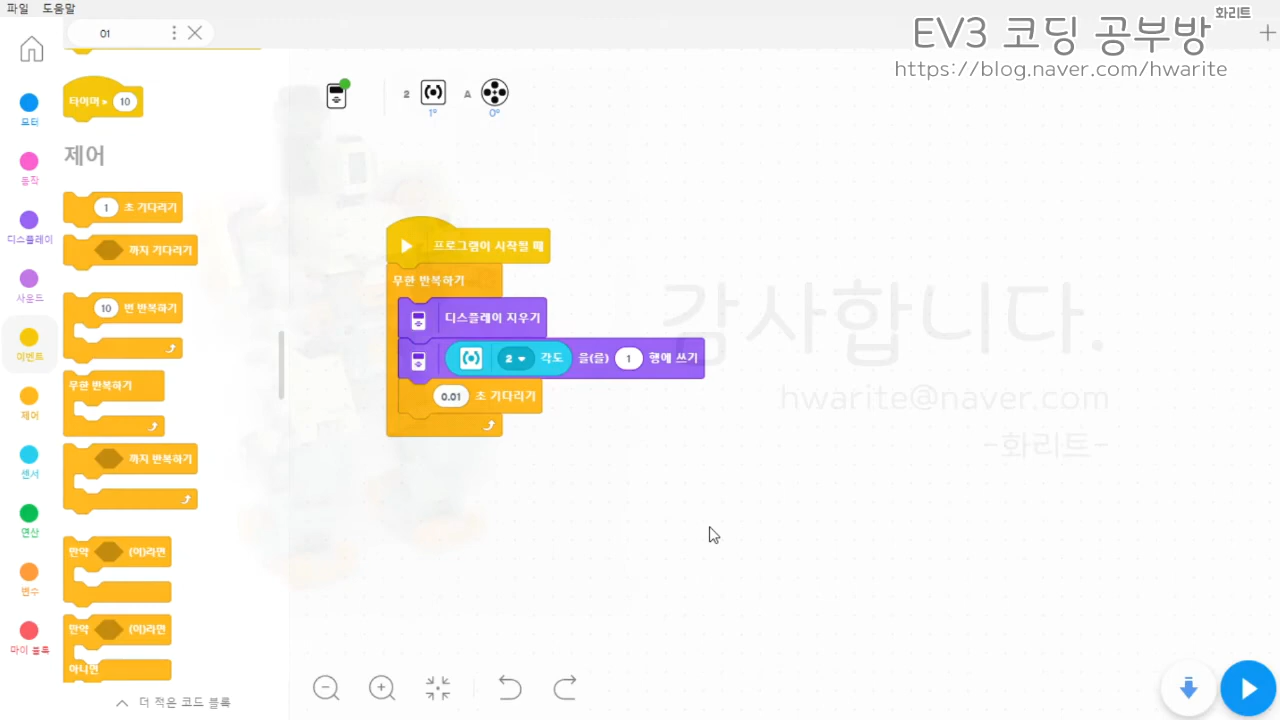 파일 도움말
화리트
01
EV3 코딩 공부방
https://blog.naver.com/hwarite
타이머 > 10
2
1°
A
0°
모터
제어
동작
1 초 기다리기
디스플레이
까지 기다리기
프로그램이 시작될 때
무한 반복하기
사운드
10 번 반복하기
디스플레이 지우기
감사합니다.
이벤트
2 각도 을(를) 1 행에 쓰기
무한 반복하기
0.01 초 기다리기
hwarite@naver.com
제어
-화리트-
센서
까지 반복하기
연산
만약 (이)라면
변수
만약 (이)라면
마이 블록
아니면
더 적은 코드 블록